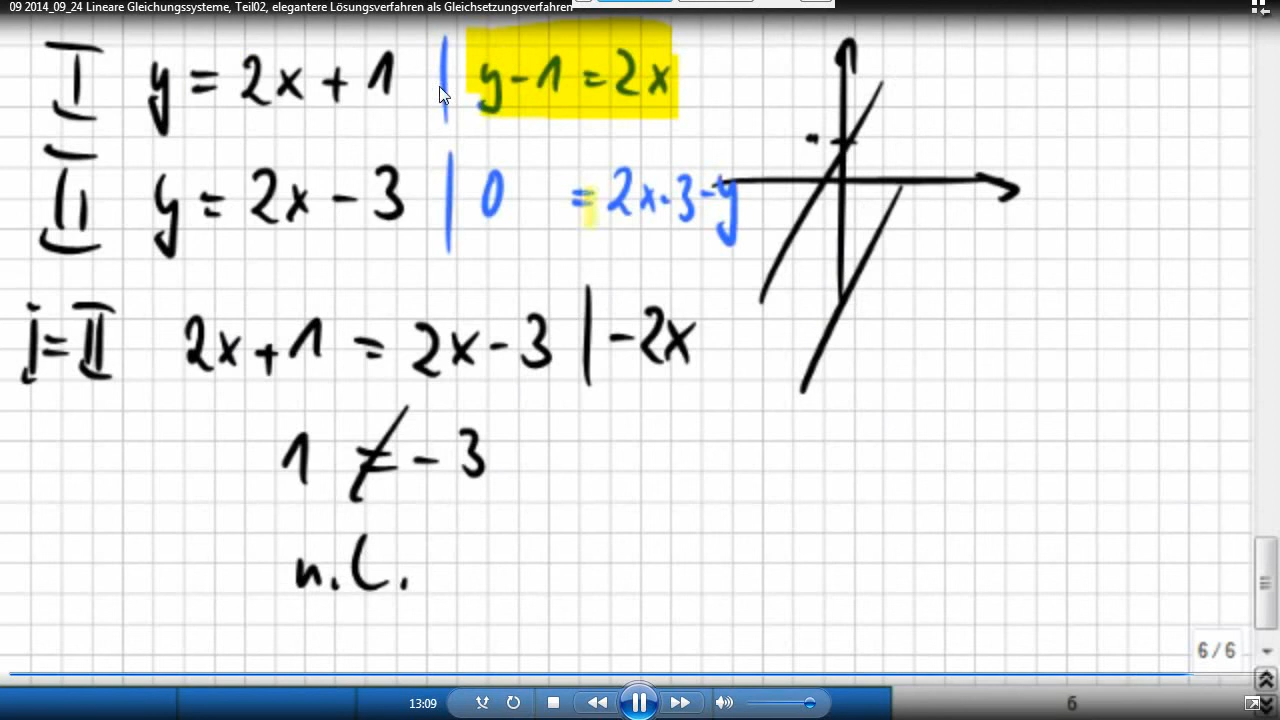 09 2014_09_24 Lineare Gleichungssysteme, Teil02, elegantere Lösungsverfahren als Gleichsetzungsverfahren
I y = 2x + 1 | y - 1 = 2x
II y = 2x - 3 | 0 = 2x - 3 - y
I = II 2x + 1 = 2x - 3 | - 2x
1 ≠ - 3
n. L.
6 / 6
13:09 6